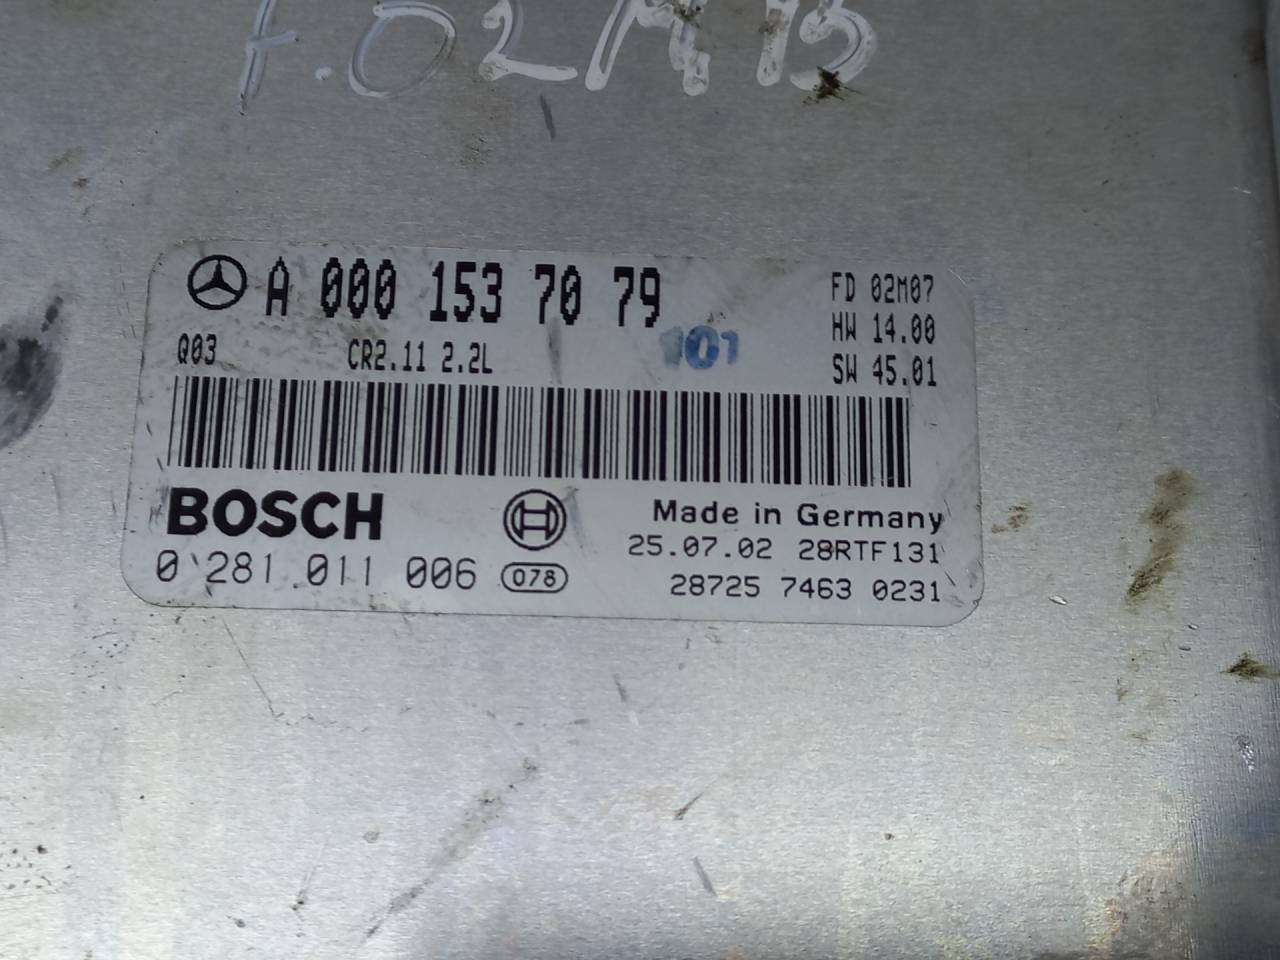 A 000 153 70 79
FD 02M07
HW 14.00
101
Q03 CR2.11 2.2L
SW 45.01
BOSCH
Made in Germany
25.07.02 28RTF131
0 281 011 006 078
28725 7463 0231